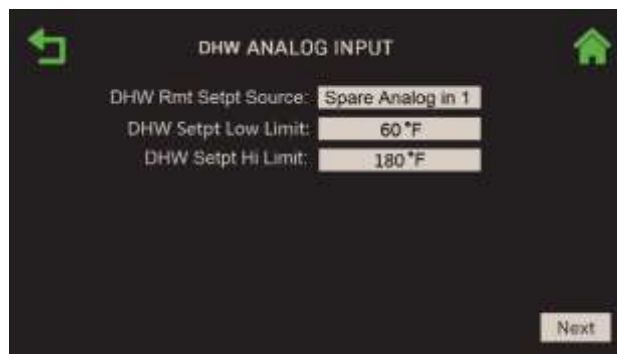 DHW ANALOG INPUT
DHW Rmt Setpt Source: Spare Analog in 1
DHW Setpt Low Limit: 60°F
DHW Setpt Hi Limit: 180°F
Next